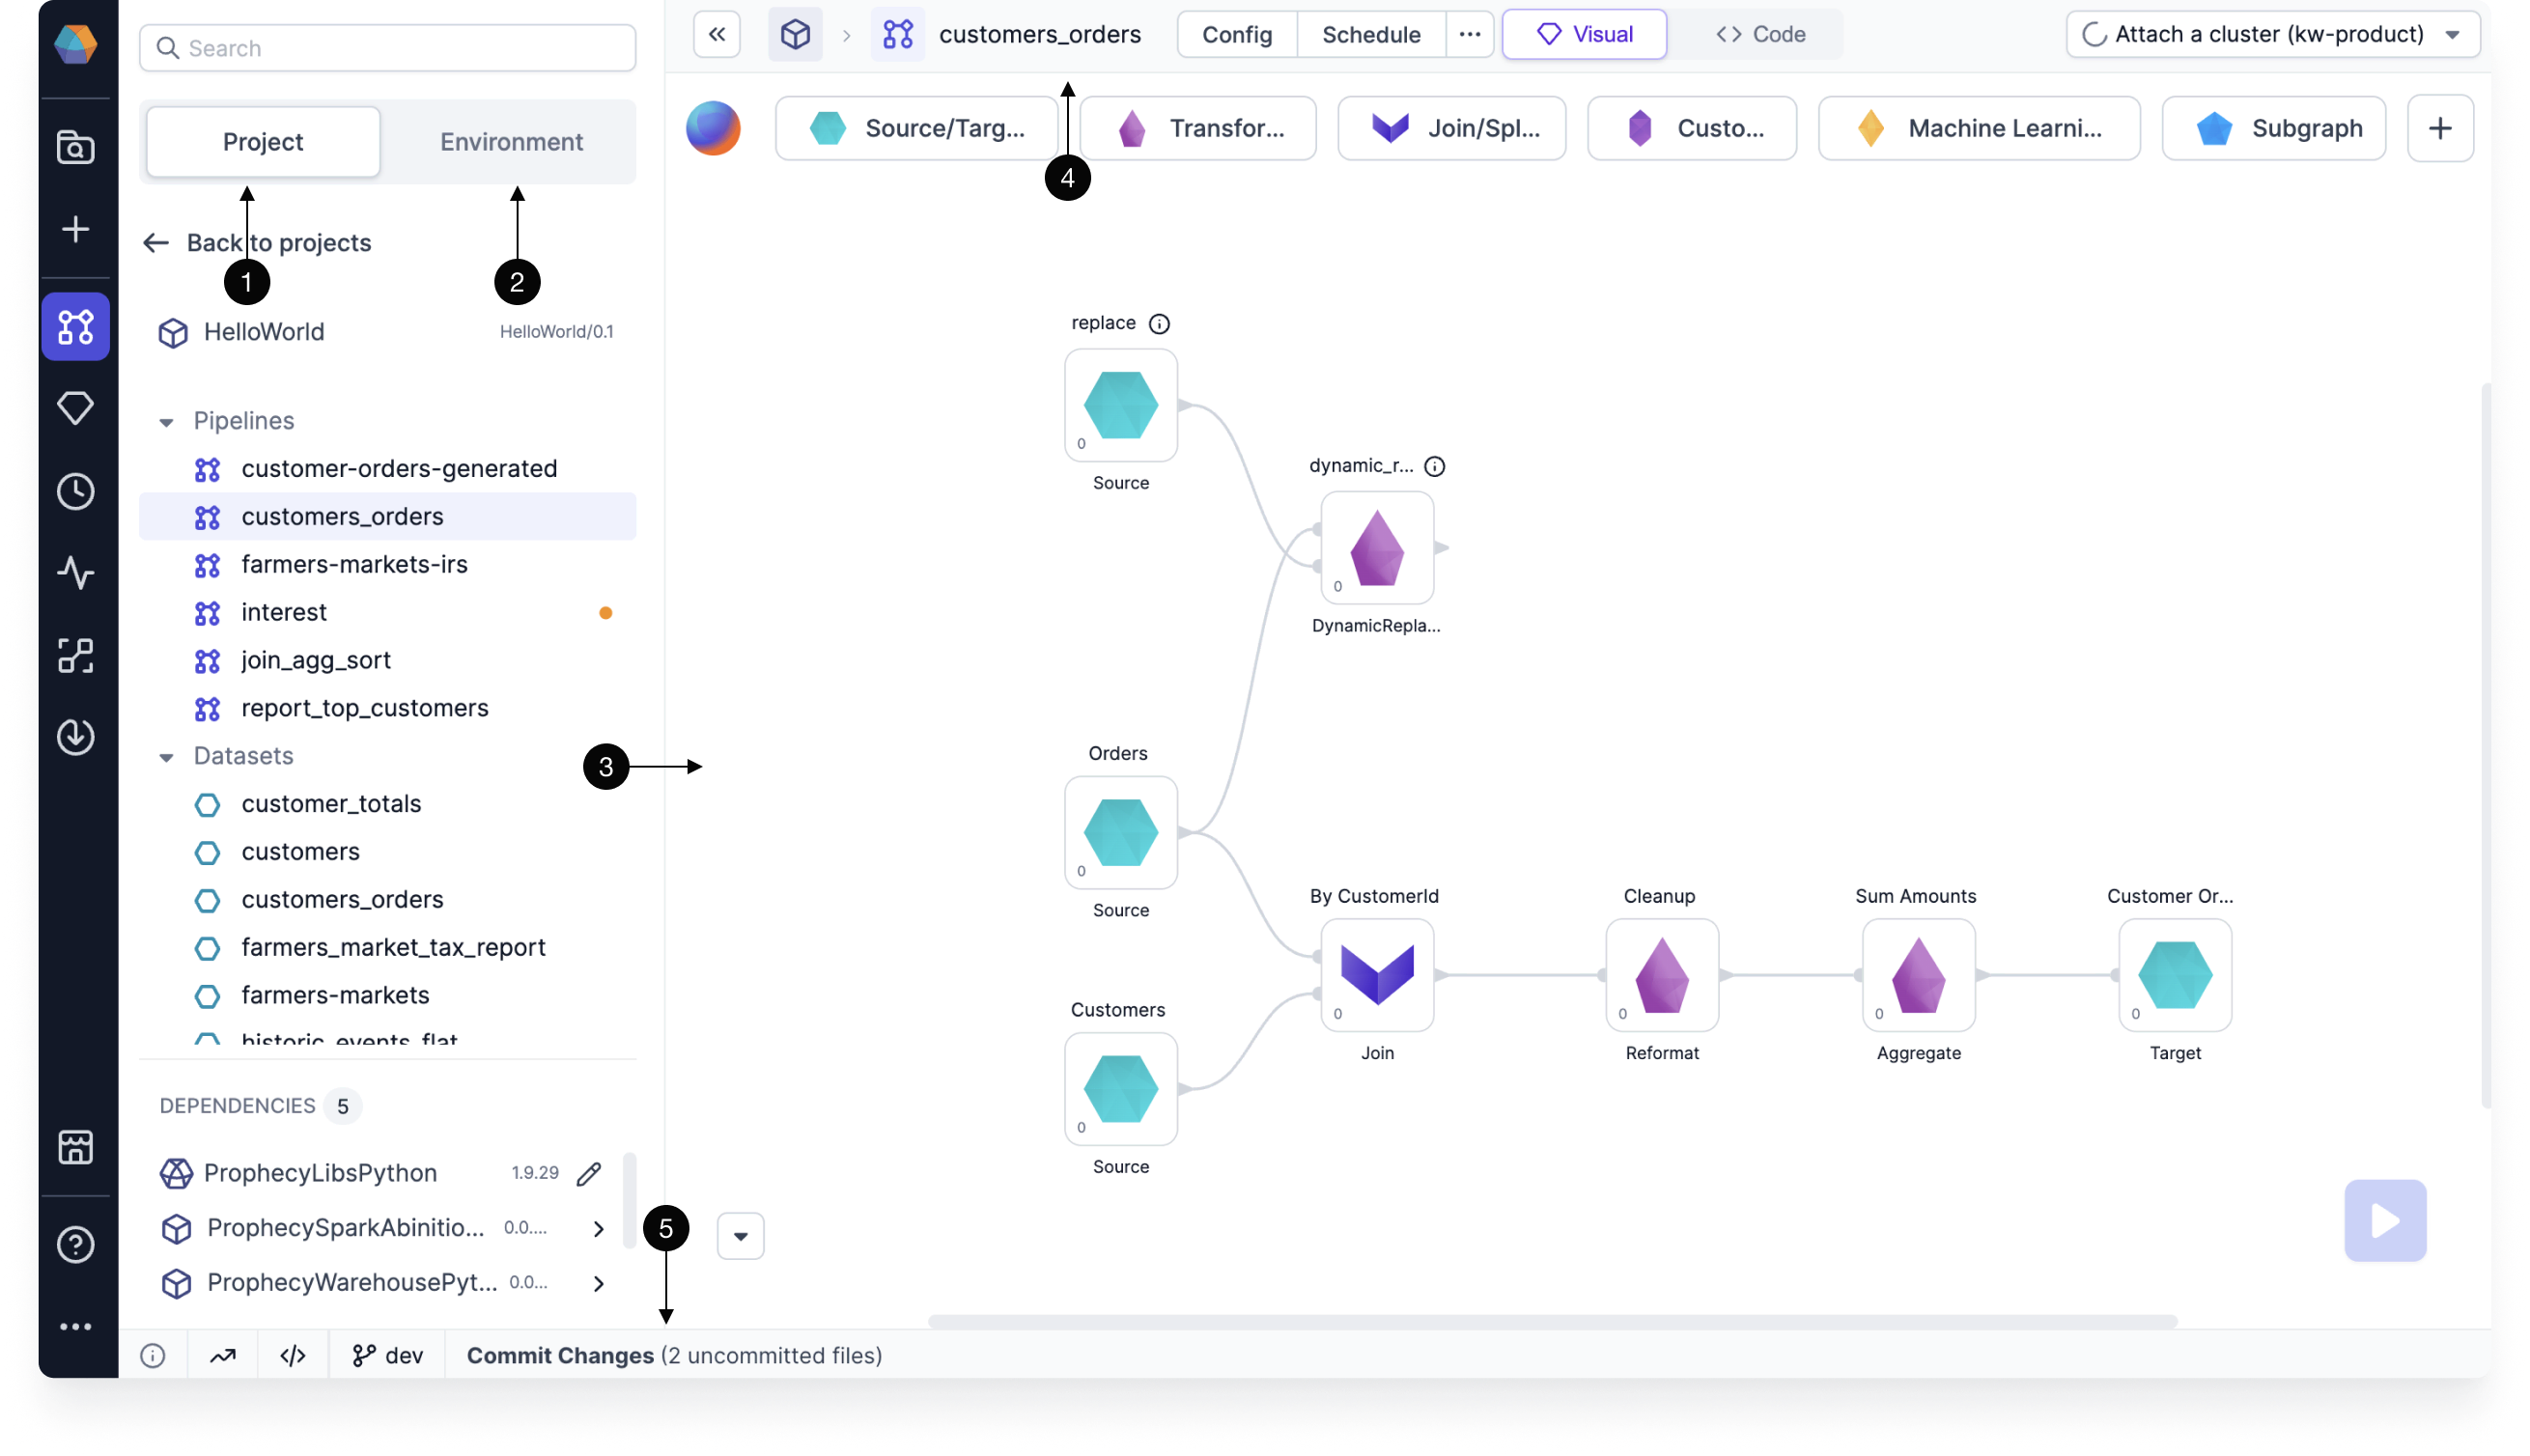 Search
Project
Environment
Back to projects
1
2
HelloWorld
HelloWorld/0.1
Pipelines
customer-orders-generated
customers_orders
farmers-markets-irs
interest
join_agg_sort
report_top_customers
Datasets
customer_totals
customers
customers_orders
farmers_market_tax_report
farmers-markets
historic_events_flat
DEPENDENCIES 5
ProphecyLibsPython 1.9.29
ProphecySparkAbinitio... 0.0....
ProphecyWarehousePyt... 0.0...
3
5
dev
Commit Changes (2 uncommitted files)
customers_orders
Config
Schedule
Visual
Code
Attach a cluster (kw-product)
Source/Targ...
Transfor...
Join/Spl...
Custo...
Machine Learni...
Subgraph
4
replace
0
Source
dynamic_r...
0
DynamicRepla...
Orders
0
Source
By CustomerId
0
Join
Cleanup
0
Reformat
Sum Amounts
0
Aggregate
Customer Or...
0
Target
Customers
0
Source